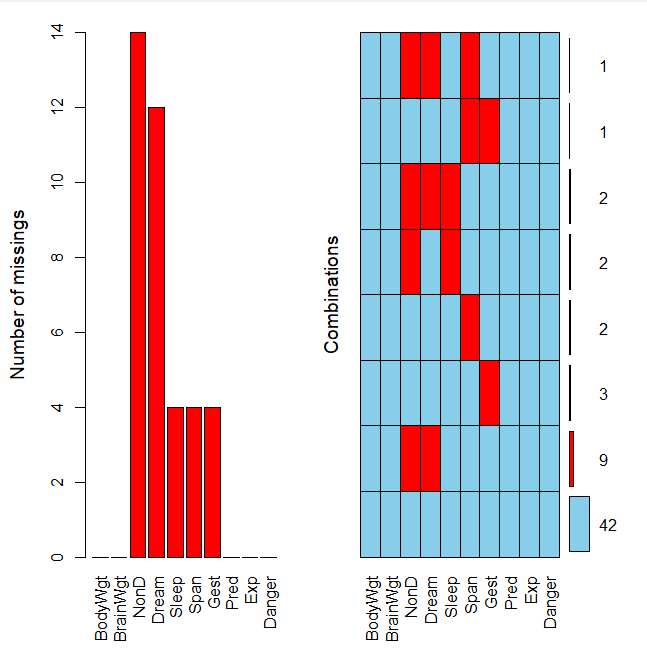 Number of missings
14
12
10
8
6
4
2
0
BodyWgt
BrainWgt
NonD
Dream
Sleep
Span
Gest
Pred
Exp
Danger
Combinations
1
1
2
2
2
3
9
42
BodyWgt
BrainWgt
NonD
Dream
Sleep
Span
Gest
Pred
Exp
Danger